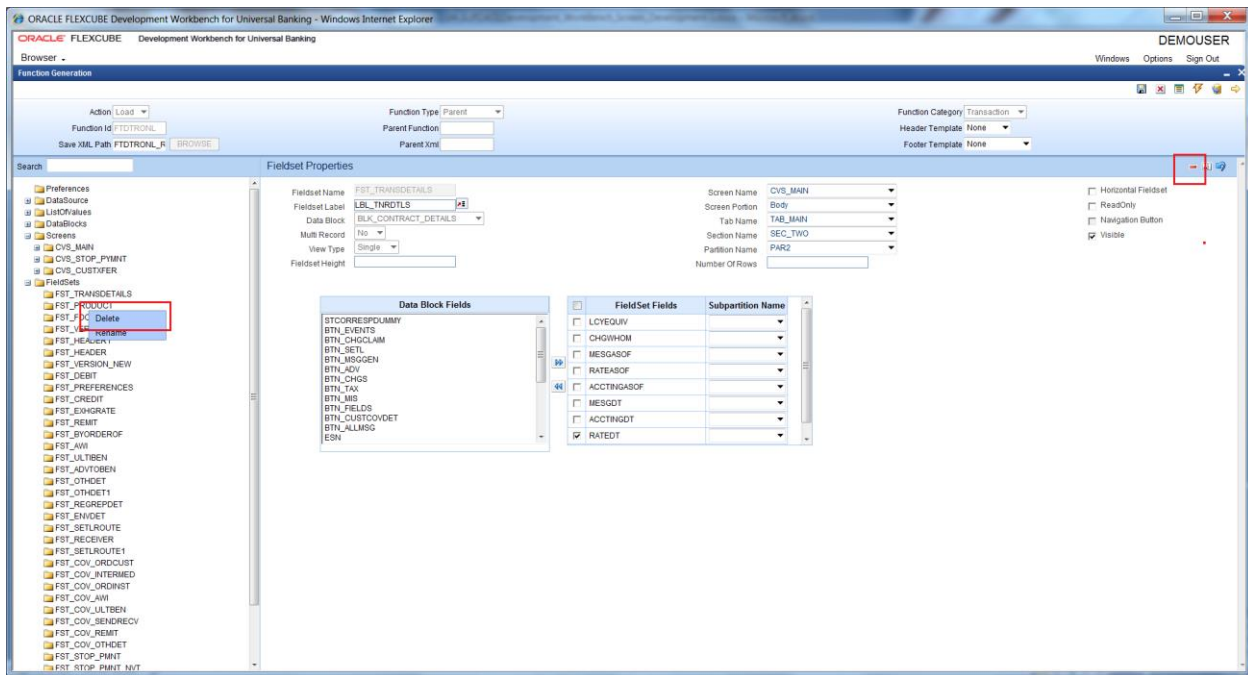 ORACLE FLEXCUBE Development Workbench for Universal Banking - Windows Internet Explorer
ORACLE FLEXCUBE Development Workbench for Universal Banking
DEMOUSER
Browser
Windows Options Sign Out
Function Generation
Action Load
Function Type Parent
Function Category Transaction
Function Id FTDTRONL
Parent Function
Header Template None
Save XML Path FTDTRONL_R BROWSE
Parent Xml
Footer Template None
Search
Fieldset Properties
Preferences
DataSource
ListOfValues
DataBlocks
Screens
CVS_MAIN
CVS_STOP_PYMNT
CVS_CUSTXFER
FieldSets
FST_TRANSDETAILS
FST_PRODUCT
Delete
Rename
FST_HEADER1
FST_HEADER
FST_VERSION_NEW
FST_DEBIT
FST_PREFERENCES
FST_CREDIT
FST_EXHGRATE
FST_REMIT
FST_BYORDEROF
FST_AWI
FST_ULTIBEN
FST_ADVTOBEN
FST_OTHDET
FST_OTHDET1
FST_REGREPDET
FST_ENVDET
FST_SETLROUTE
FST_RECEIVER
FST_SETLROUTE1
FST_COV_ORDCUST
FST_COV_INTERMED
FST_COV_ORDINST
FST_COV_AWI
FST_COV_ULTBEN
FST_COV_SENDRECV
FST_COV_REMIT
FST_COV_OTHDET
FST_STOP_PMNT
FST_STOP_PMNT_NVT
Fieldset Name FST_TRANSDETAILS
Fieldset Label LBL_TNRDTLS
Data Block BLK_CONTRACT_DETAILS
Multi Record No
View Type Single
Fieldset Height
Screen Name CVS_MAIN
Screen Portion Body
Tab Name TAB_MAIN
Section Name SEC_TWO
Partition Name PAR2
Number Of Rows
Horizontal Fieldset
ReadOnly
Navigation Button
Visible
Data Block Fields
STCORRESPDUMMY
BTN_EVENTS
BTN_CHGCLAIM
BTN_SETL
BTN_MSGGEN
BTN_ADV
BTN_CHGS
BTN_TAX
BTN_MIS
BTN_FIELDS
BTN_CUSTCOVDET
BTN_ALLMSG
ESN
FieldSet Fields Subpartition Name
LCYEQUIV
CHGWHOM
MESGASOF
RATEASOF
ACCTINGASOF
MESGDT
ACCTINGDT
RATEDT